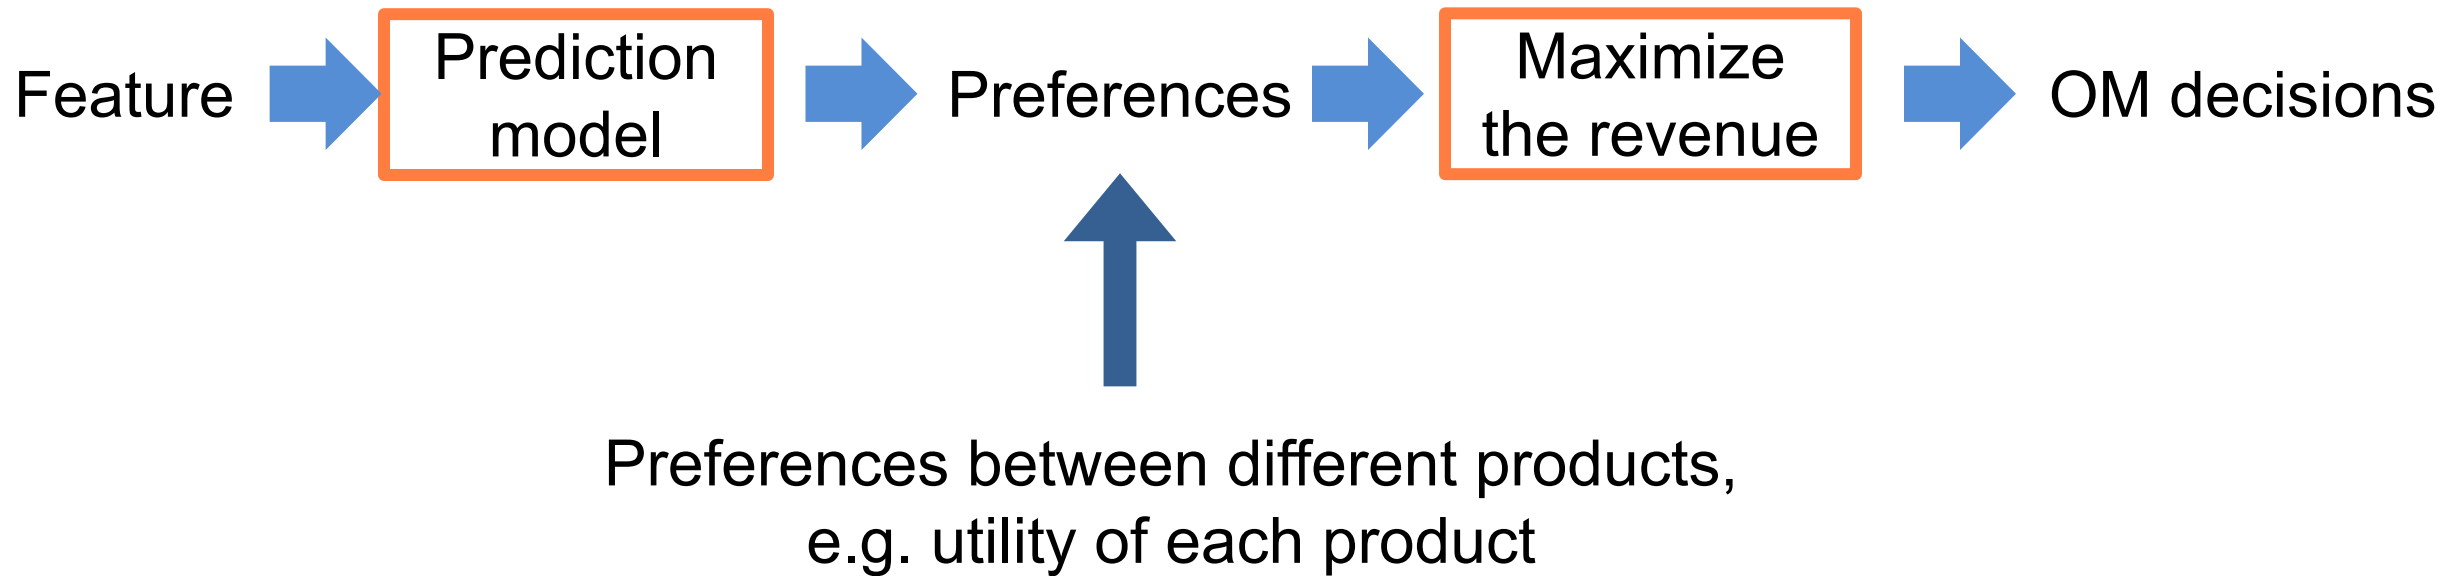 Feature
Prediction
model
Preferences
Maximize
the revenue
OM decisions
Preferences between different products,
e.g. utility of each product